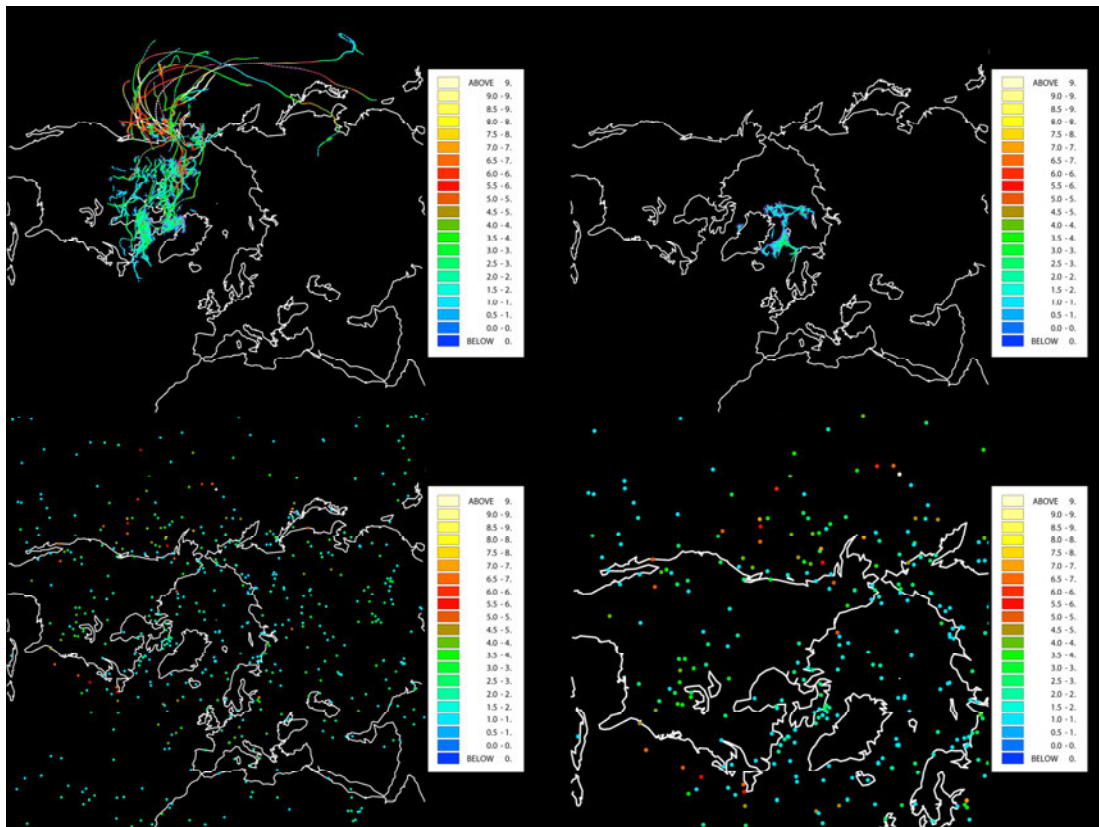 ABOVE 9.
9.0 - 9.
8.5 - 9.
8.0 - 8.
7.5 - 8.
7.0 - 7.
6.5 - 7.
6.0 - 6.
5.5 - 6.
5.0 - 5.
4.5 - 5.
4.0 - 4.
3.5 - 4.
3.0 - 3.
2.5 - 3.
2.0 - 2.
1.5 - 2.
1.0 - 1.
0.5 - 1.
0.0 - 0.
BELOW 0.
ABOVE 9.
9.0 - 9.
8.5 - 9.
8.0 - 8.
7.5 - 8.
7.0 - 7.
6.5 - 7.
6.0 - 6.
5.5 - 6.
5.0 - 5.
4.5 - 5.
4.0 - 4.
3.5 - 4.
3.0 - 3.
2.5 - 3.
2.0 - 2.
1.5 - 2.
1.0 - 1.
0.5 - 1.
0.0 - 0.
BELOW 0.
ABOVE 9.
9.0 - 9.
8.5 - 9.
8.0 - 8.
7.5 - 8.
7.0 - 7.
6.5 - 7.
6.0 - 6.
5.5 - 6.
5.0 - 5.
4.5 - 5.
4.0 - 4.
3.5 - 4.
3.0 - 3.
2.5 - 3.
2.0 - 2.
1.5 - 2.
1.0 - 1.
0.5 - 1.
0.0 - 0.
BELOW 0.
ABOVE 9.
9.0 - 9.
8.5 - 9.
8.0 - 8.
7.5 - 8.
7.0 - 7.
6.5 - 7.
6.0 - 6.
5.5 - 6.
5.0 - 5.
4.5 - 5.
4.0 - 4.
3.5 - 4.
3.0 - 3.
2.5 - 3.
2.0 - 2.
1.5 - 2.
1.0 - 1.
0.5 - 1.
0.0 - 0.
BELOW 0.